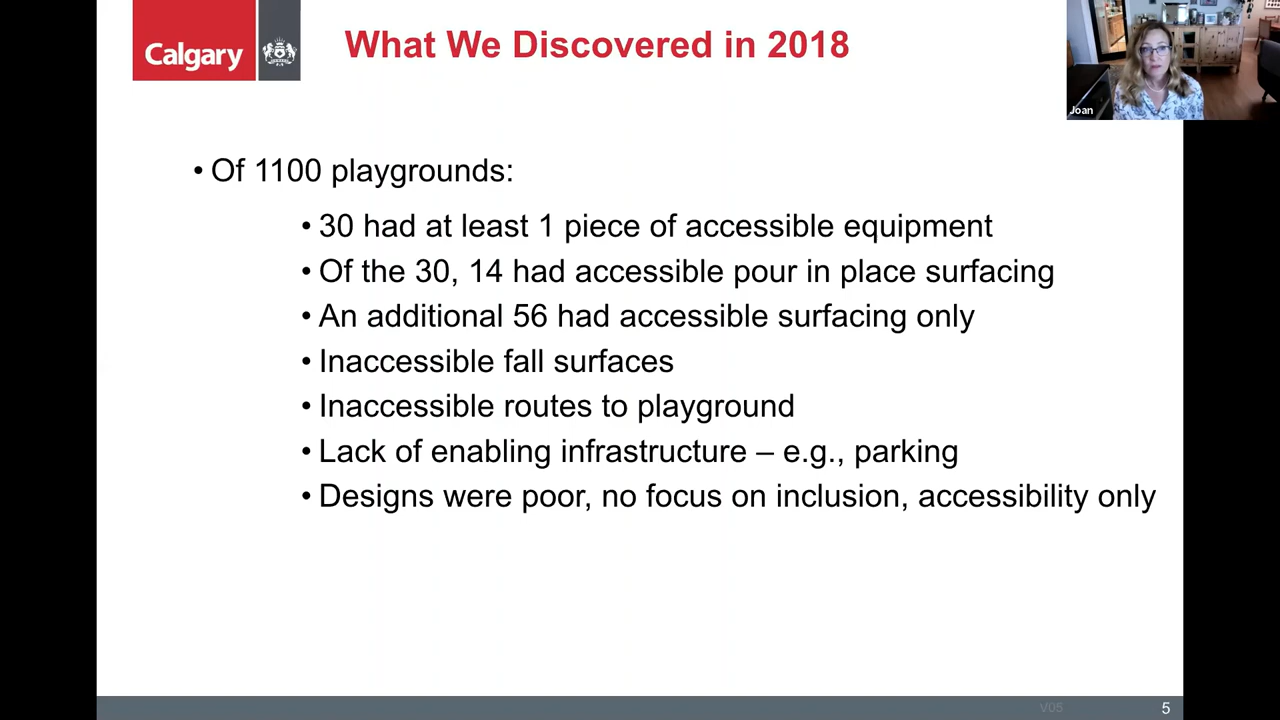 Calgary
What We Discovered in 2018
Joan
• Of 1100 playgrounds:
• 30 had at least 1 piece of accessible equipment
• Of the 30, 14 had accessible pour in place surfacing
• An additional 56 had accessible surfacing only
• Inaccessible fall surfaces
• Inaccessible routes to playground
• Lack of enabling infrastructure – e.g., parking
• Designs were poor, no focus on inclusion, accessibility only
V05
5